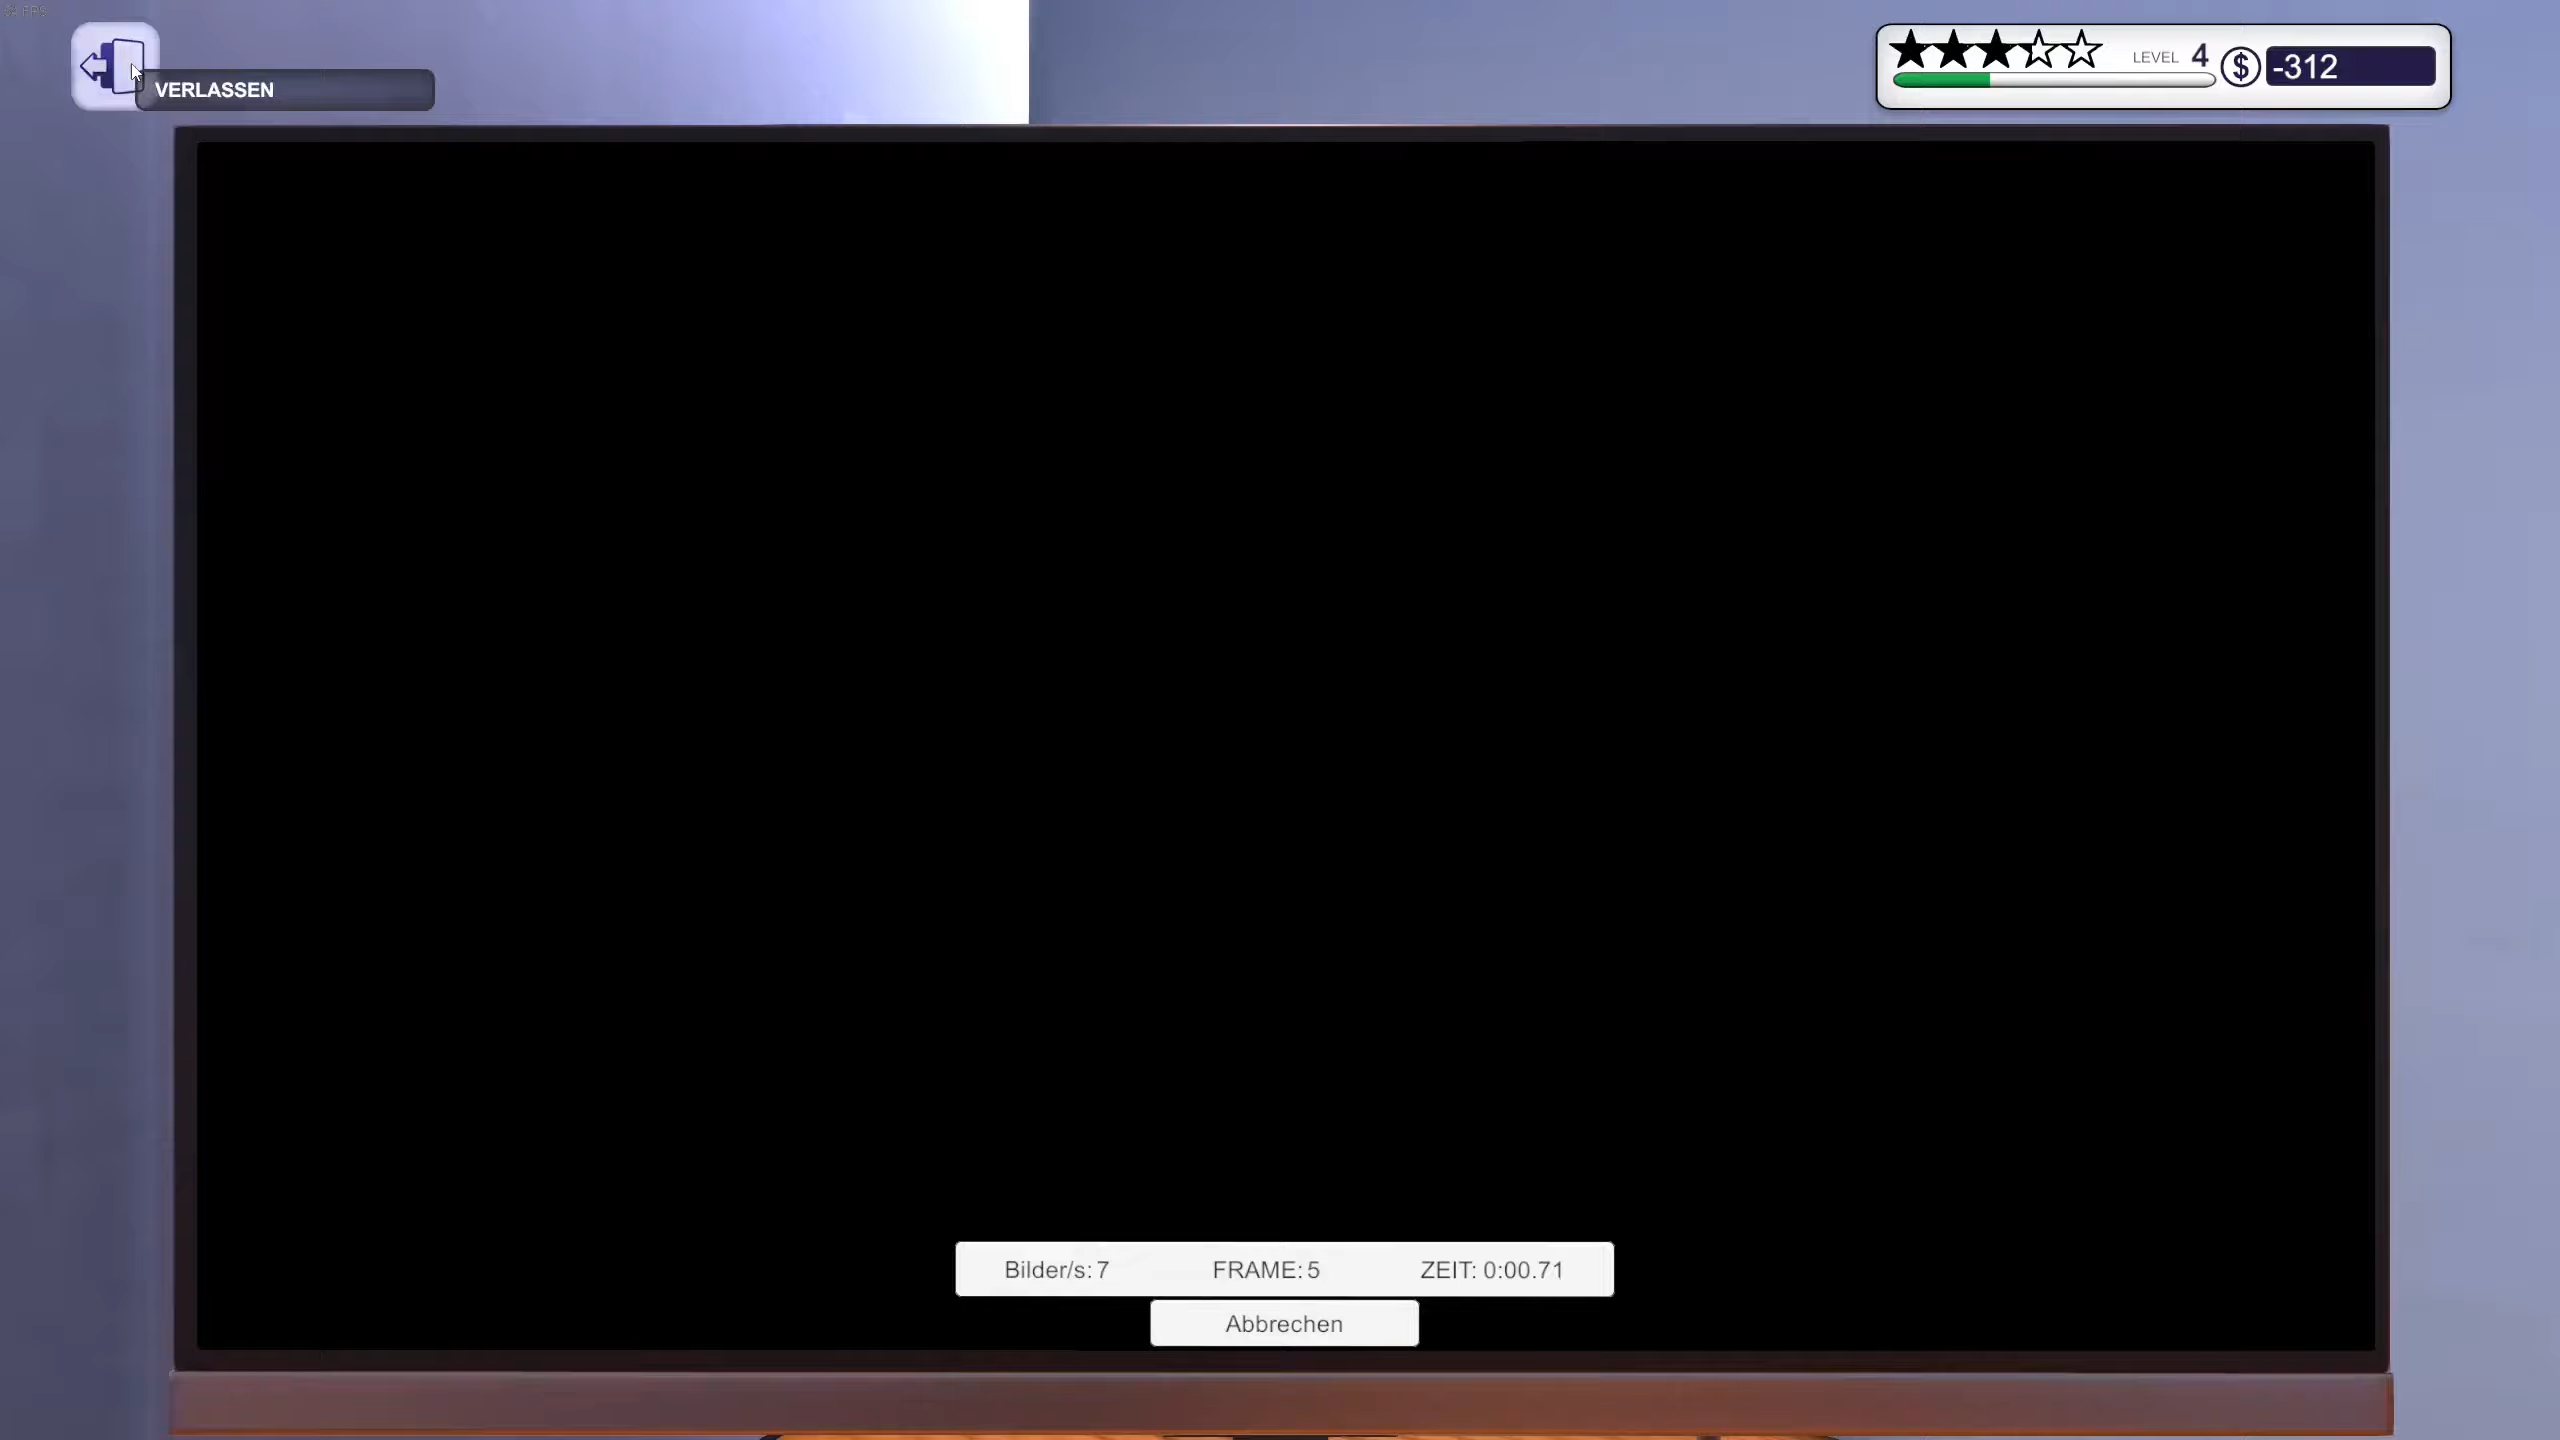 VERLASSEN
LEVEL 4
-312
Bilder/s: 7 FRAME: 5 ZEIT: 0:00.71
Abbrechen